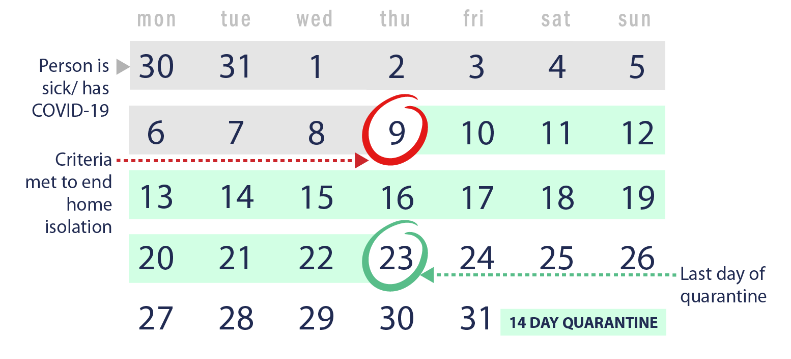 mon tue wed thu fri sat sun
Person is
sick/ has
COVID-19
30 31 1 2 3 4 5
6 7 8 9 10 11 12
Criteria
met to end
home
isolation
13 14 15 16 17 18 19
20 21 22 23 24 25 26
Last day of
quarantine
27 28 29 30 31 14 DAY QUARANTINE